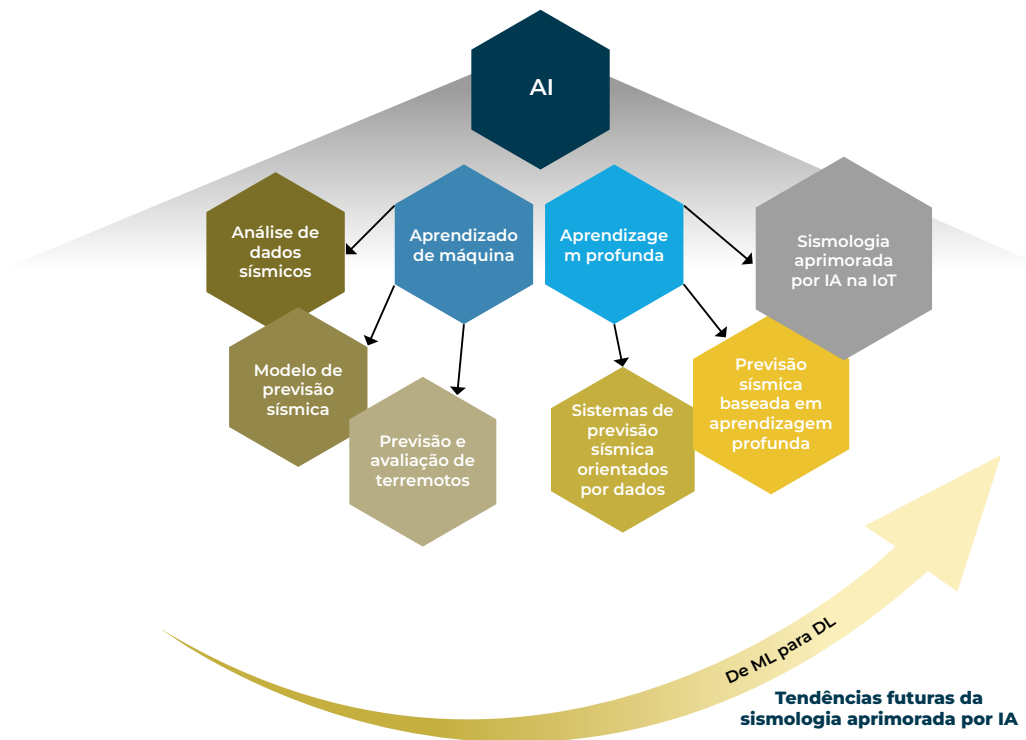 AI
Análise de
dados
sísmicos
Aprendizado
de máquina
Aprendizage
m profunda
Sismologia
aprimorada
por IA na IoT
Modelo de
previsão
sísmica
Previsão e
avaliação de
terremotos
Sistemas de
previsão
sísmica
orientados
por dados
Previsão
sísmica
baseada em
aprendizagem
profunda
De ML para DL
Tendências futuras da
sismologia aprimorada por IA